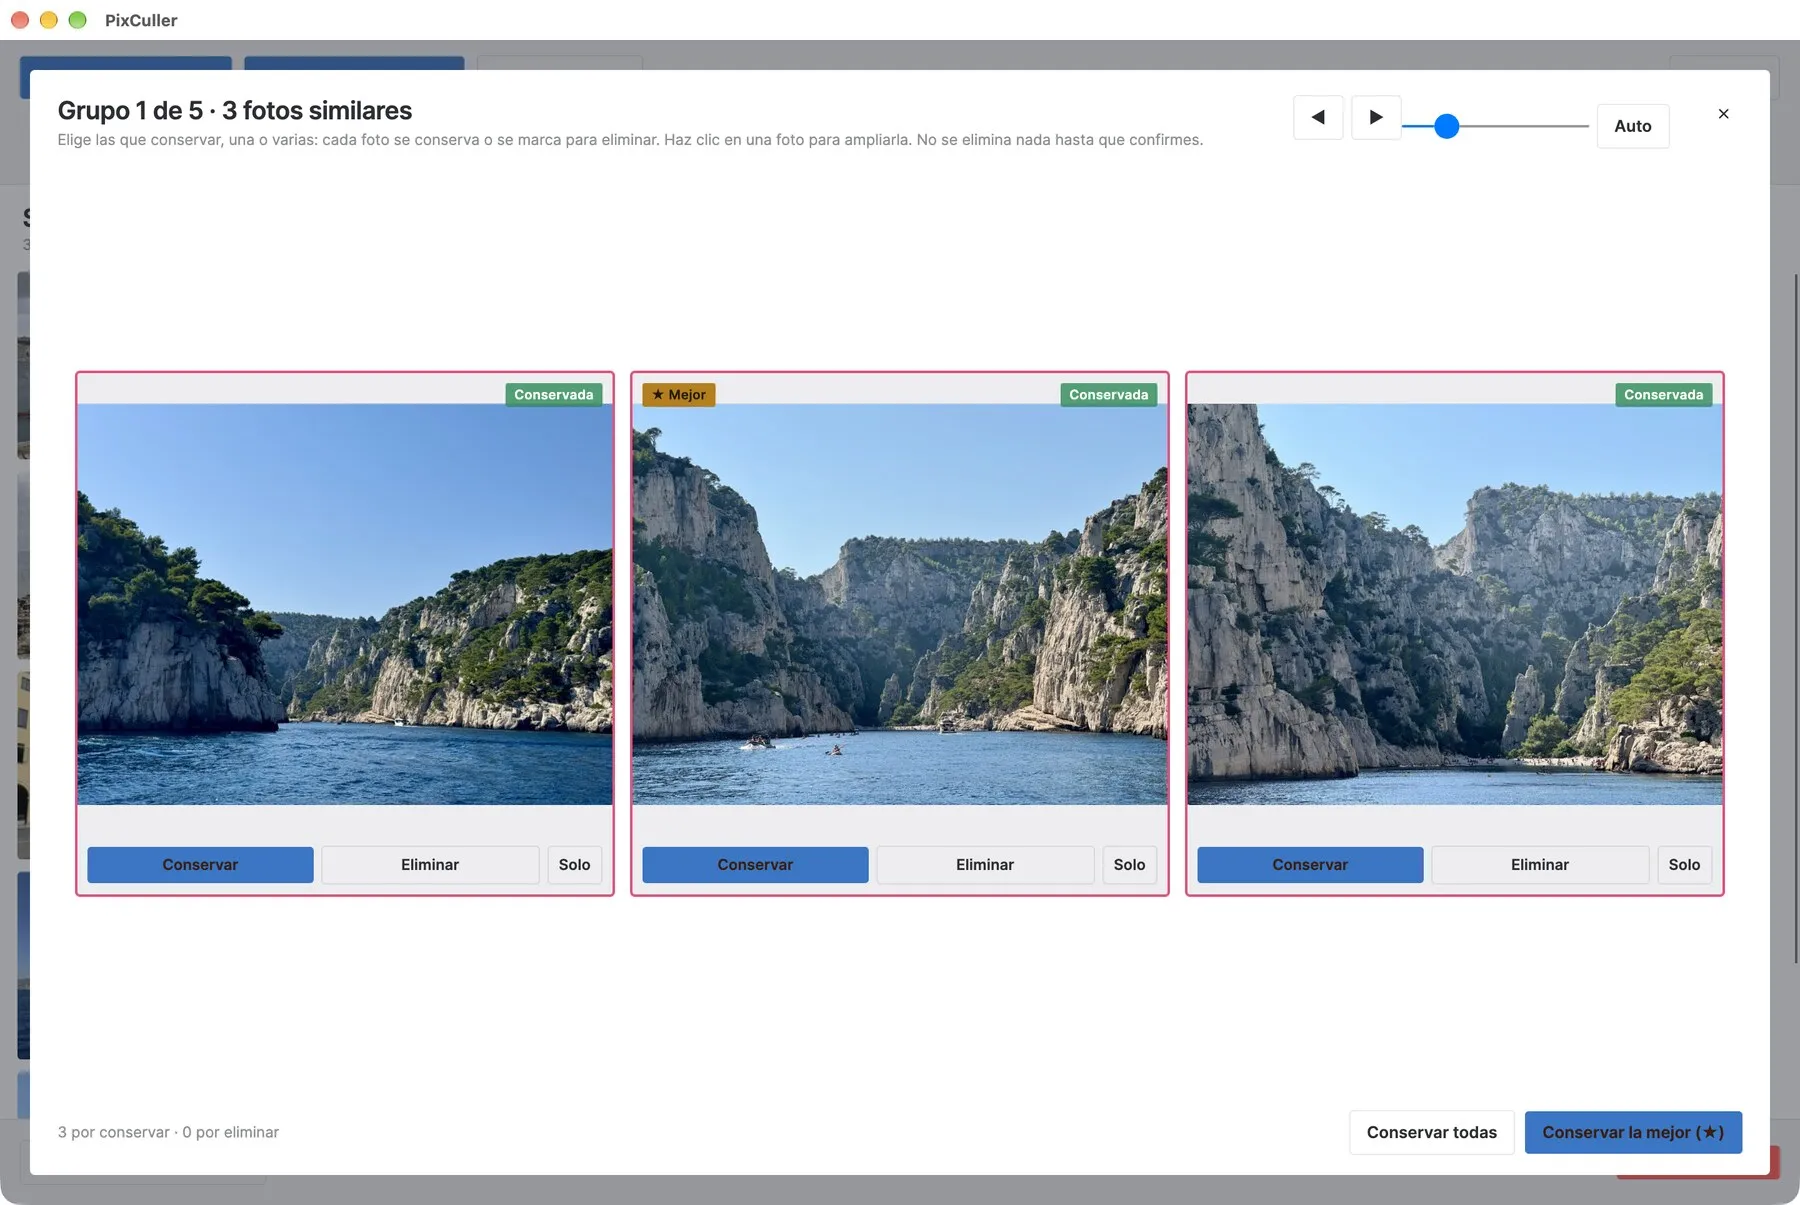 PixCuller
Grupo 1 de 5 · 3 fotos similares
Elige las que conservar, una o varias: cada foto se conserva o se marca para eliminar. Haz clic en una foto para ampliarla. No se elimina nada hasta que confirmes.
Auto
Conservada
★ Mejor
Conservada
Conservada
Conservar
Eliminar
Solo
Conservar
Eliminar
Solo
Conservar
Eliminar
Solo
3 por conservar · 0 por eliminar
Conservar todas
Conservar la mejor (★)